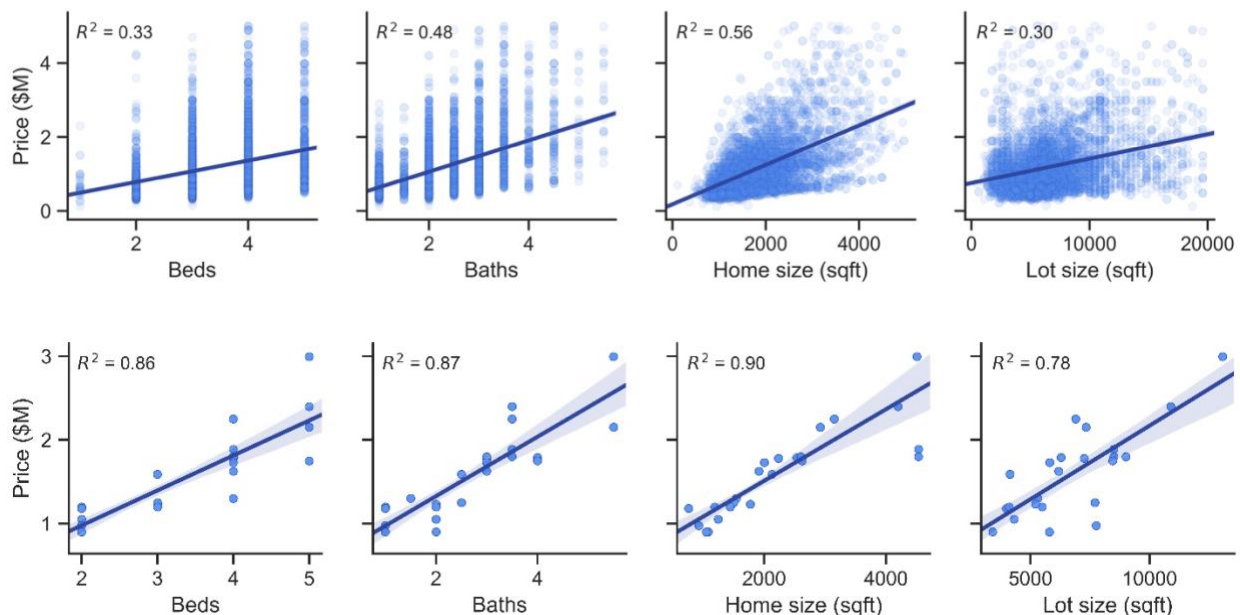 R² = 0.33
R² = 0.48
R² = 0.56
R² = 0.30
Price ($M)
4
2
0
2 4
2 4
0 2000 4000
0 10000 20000
Beds
Baths
Home size (sqft)
Lot size (sqft)
R² = 0.86
R² = 0.87
R² = 0.90
R² = 0.78
Price ($M)
3
2
1
2 3 4 5
2 4
2000 4000
5000 10000
Beds
Baths
Home size (sqft)
Lot size (sqft)